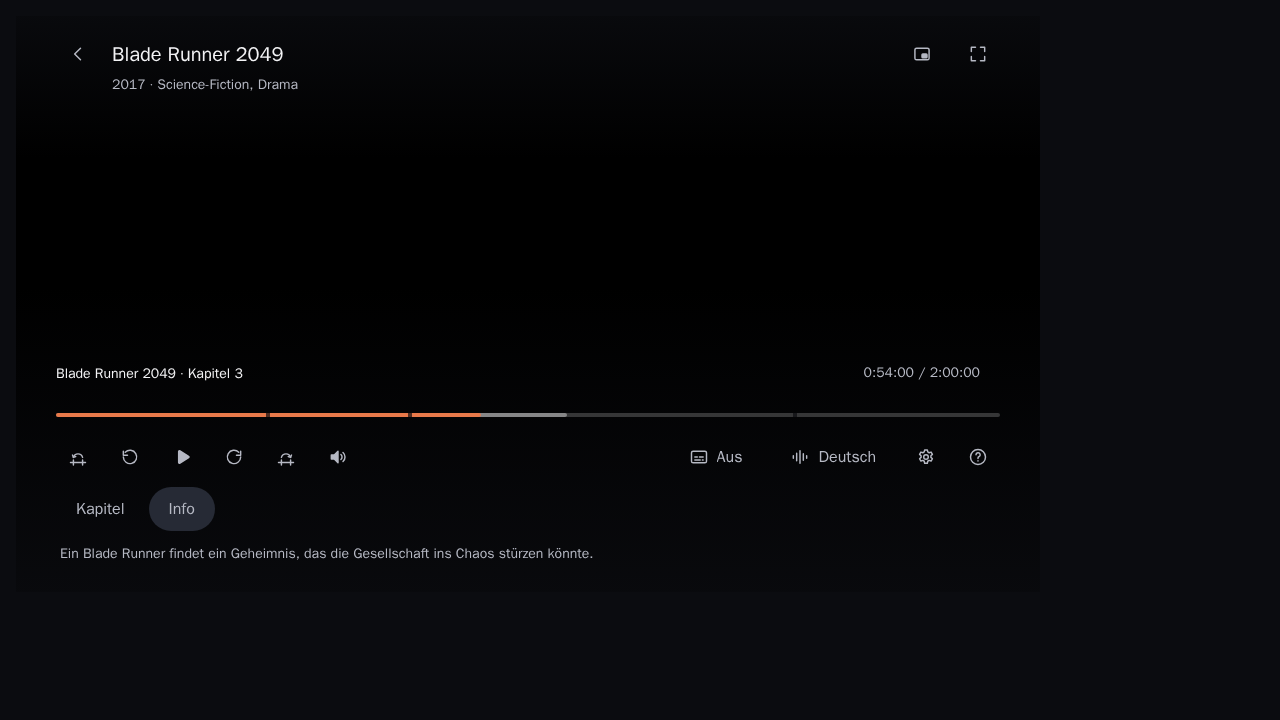 Blade Runner 2049
2017 · Science-Fiction, Drama
Blade Runner 2049 · Kapitel 3
0:54:00 / 2:00:00
Aus
Deutsch
Kapitel
Info
Ein Blade Runner findet ein Geheimnis, das die Gesellschaft ins Chaos stürzen könnte.